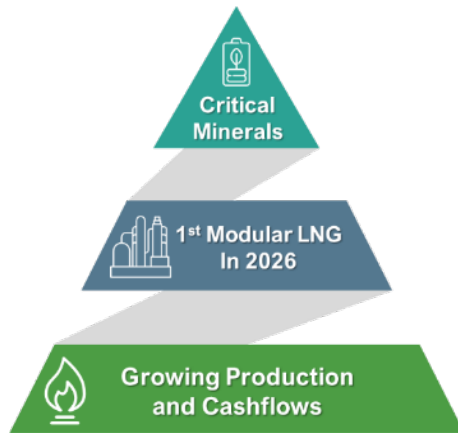 Critical
Minerals
1st Modular LNG
In 2026
Growing Production
and Cashflows